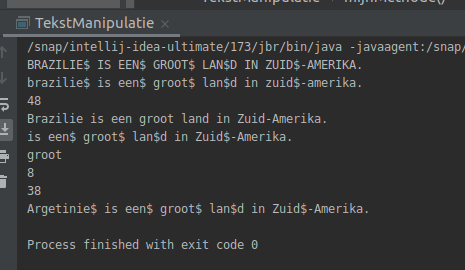 TekstManipulatie mijnMethode()
TekstManipulatie ×
/snap/intellij-idea-ultimate/173/jbr/bin/java -javaagent:/snap/
BRAZILIE$ IS EEN$ GROOT$ LAN$D IN ZUID$-AMERIKA.
brazilie$ is een$ groot$ lan$d in zuid$-amerika.
48
Brazilie is een groot land in Zuid-Amerika.
is een$ groot$ lan$d in Zuid$-Amerika.
groot
8
38
Argetinie$ is een$ groot$ lan$d in Zuid$-Amerika.
Process finished with exit code 0